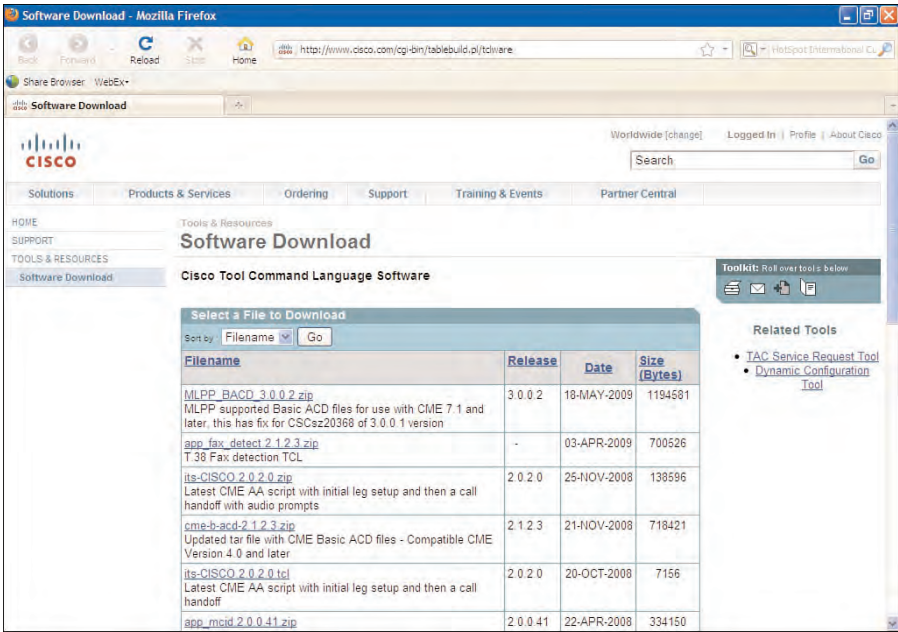 Software Download - Mozilla Firefox
Back Forward Reload Stop Home
http://www.cisco.com/cgi-bin/tablebuild.pl/tclware
HotSpot International
Share Browser WebEx
Software Download
CISCO
Worldwide [change] Logged In | Profile | About Cisco
Search Go
Solutions Products & Services Ordering Support Training & Events Partner Central
HOME
SUPPORT
TOOLS & RESOURCES
Software Download
Tools & Resources
Software Download
Cisco Tool Command Language Software
Toolkit: Roll over tools below
Related Tools
• TAC Service Request Tool
• Dynamic Configuration
Tool
Select a File to Download
Sort by: Filename Go
Filename Release Date Size
(Bytes)
MLPP_BACD_3.0.0.2.zip 3.0.0.2 18-MAY-2009 1194581
MLPP supported Basic ACD files for use with CME 7.1 and
later, this has fix for CSCsz20368 of 3.0.0.1 version
app_fax_detect.2.1.2.3.zip - 03-APR-2009 700526
T.38 Fax detection TCL
its-CISCO.2.0.2.0.zip 2.0.2.0 25-NOV-2008 138596
Latest CME AA script with initial leg setup and then a call
handoff with audio prompts
cme-b-acd-2.1.2.3.zip 2.1.2.3 21-NOV-2008 718421
Updated tar file with CME Basic ACD files - Compatible CME
Version 4.0 and later
its-CISCO.2.0.2.0.tcl 2.0.2.0 20-OCT-2008 7156
Latest CME AA script with initial leg setup and then a call
handoff
app_mcid.2.0.0.41.zip 2.0.0.41 22-APR-2008 334150